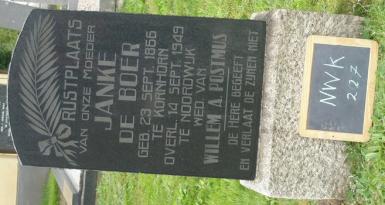 RUSTPLAATS
VAN ONZE MOEDER
JANKE
DE BOER
GEB. 23 SEPT. 1866
TE KORNHORN
OVERL. 14 SEPT. 1949
TE NOORDWIJK
WED. VAN
WILLEM A. POSTMUS
DE HERE BEGEEFT
EN VERLAAT DE ZIJNEN NIET
NWK
227